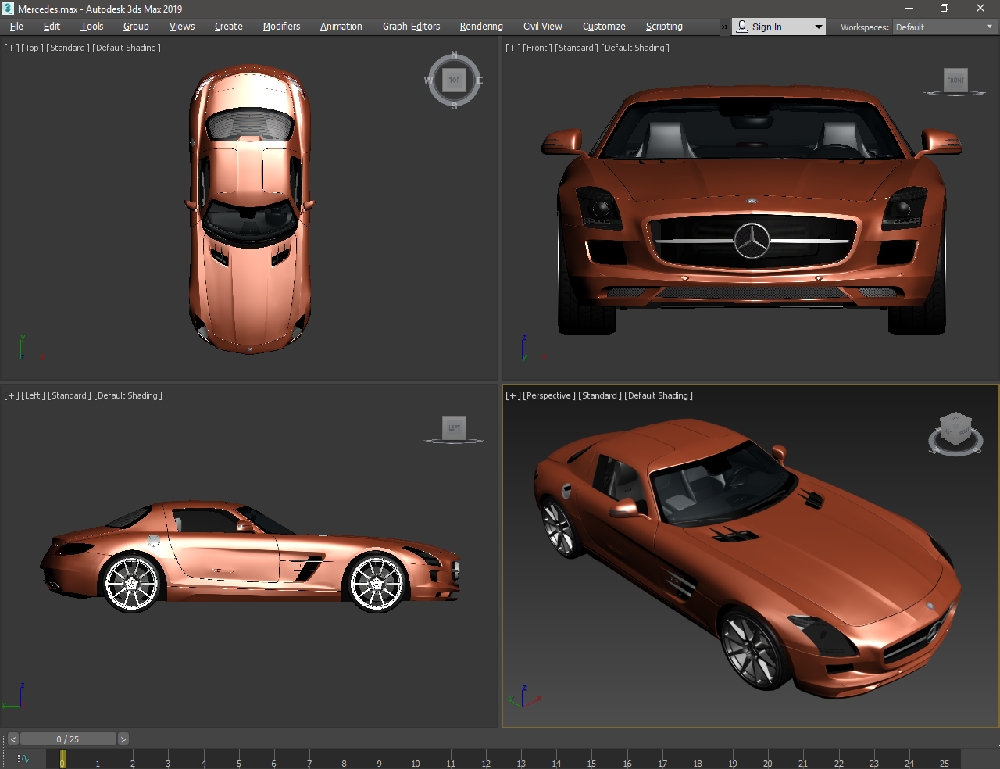 Mercedes.max - Autodesk 3ds Max 2019
File Edit Tools Group Views Create Modifiers Animation Graph Editors Rendering Civil View Customize Scripting » Sign In Workspaces: Default
[+] [Top] [Standard] [Default Shading]
N
W TOP E
S
[+] [Front] [Standard] [Default Shading]
FRONT
y
x
z
y x
[+] [Left] [Standard] [Default Shading]
LEFT
[+] [Perspective] [Standard] [Default Shading]
z
z
y x
< 0 / 25 >
0 1 2 3 4 5 6 7 8 9 10 11 12 13 14 15 16 17 18 19 20 21 22 23 24 25